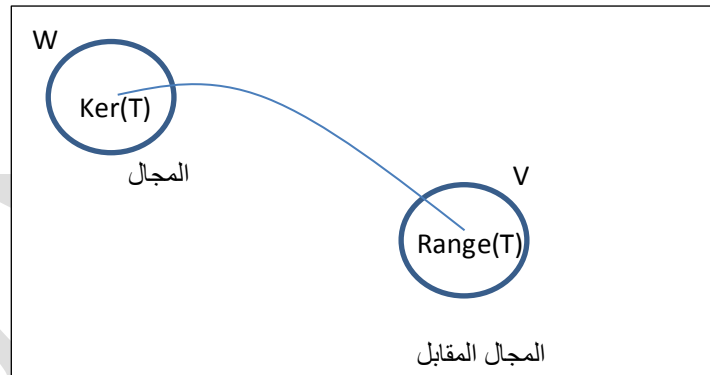 W
Ker(T)
المجال
V
Range(T)
المجال المقابل